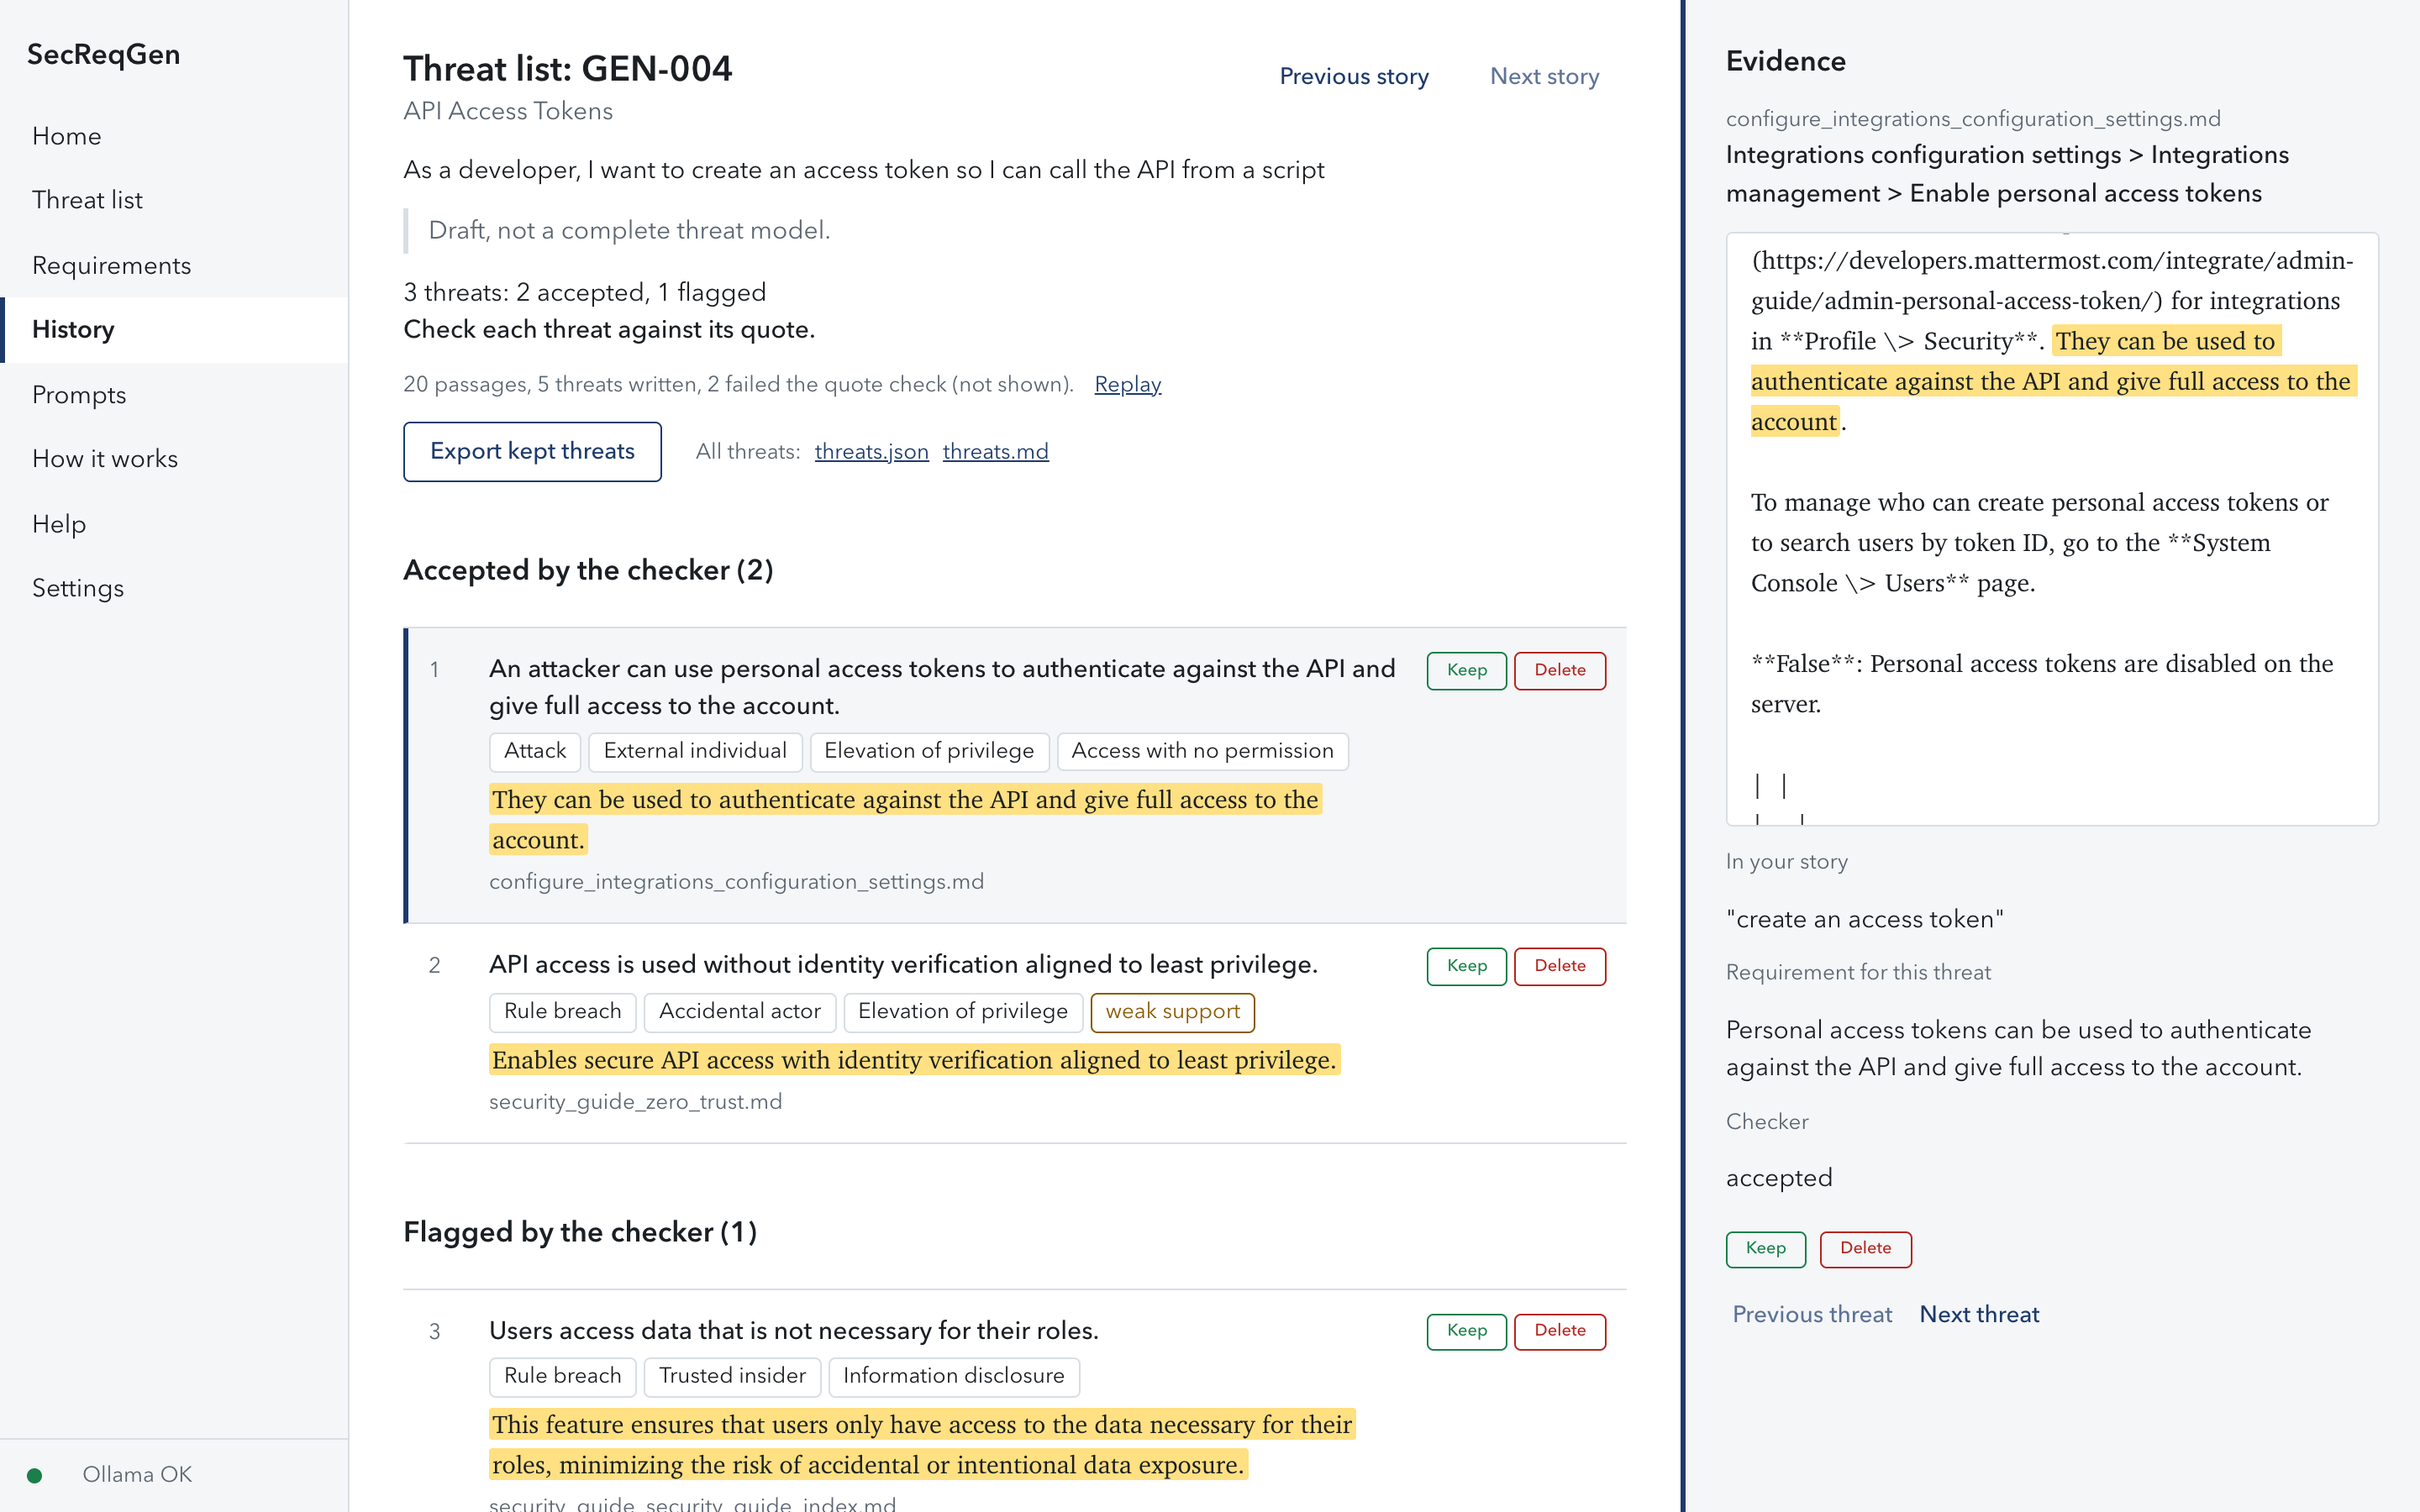 SecReqGen
Home
Threat list
Requirements
History
Prompts
How it works
Help
Settings
Ollama OK
Threat list: GEN-004
Previous story
Next story
API Access Tokens
As a developer, I want to create an access token so I can call the API from a script
Draft, not a complete threat model.
3 threats: 2 accepted, 1 flagged
Check each threat against its quote.
20 passages, 5 threats written, 2 failed the quote check (not shown). Replay
Export kept threats
All threats: threats.json threats.md
Accepted by the checker (2)
1
An attacker can use personal access tokens to authenticate against the API and
give full access to the account.
Keep
Delete
Attack
External individual
Elevation of privilege
Access with no permission
They can be used to authenticate against the API and give full access to the
account.
configure_integrations_configuration_settings.md
2
API access is used without identity verification aligned to least privilege.
Keep
Delete
Rule breach
Accidental actor
Elevation of privilege
weak support
Enables secure API access with identity verification aligned to least privilege.
security_guide_zero_trust.md
Flagged by the checker (1)
3
Users access data that is not necessary for their roles.
Keep
Delete
Rule breach
Trusted insider
Information disclosure
This feature ensures that users only have access to the data necessary for their
roles, minimizing the risk of accidental or intentional data exposure.
security_guide_security_guide_index.md
Evidence
configure_integrations_configuration_settings.md
Integrations configuration settings > Integrations
management > Enable personal access tokens
(https://developers.mattermost.com/integrate/admin-
guide/admin-personal-access-token/) for integrations
in **Profile \> Security**. They can be used to
authenticate against the API and give full access to the
account.
To manage who can create personal access tokens or
to search users by token ID, go to the **System
Console \> Users** page.
**False**: Personal access tokens are disabled on the
server.
| |
| |
In your story
"create an access token"
Requirement for this threat
Personal access tokens can be used to authenticate
against the API and give full access to the account.
Checker
accepted
Keep
Delete
Previous threat
Next threat